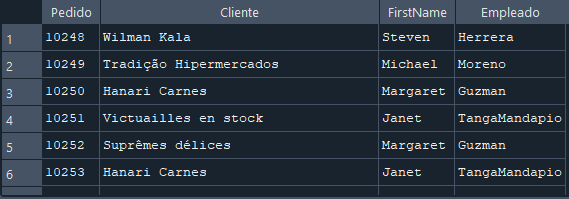 Pedido Cliente FirstName Empleado
1 10248 Wilman Kala Steven Herrera
2 10249 Tradição Hipermercados Michael Moreno
3 10250 Hanari Carnes Margaret Guzman
4 10251 Victuailles en stock Janet TangaMandapio
5 10252 Suprêmes délices Margaret Guzman
6 10253 Hanari Carnes Janet TangaMandapio